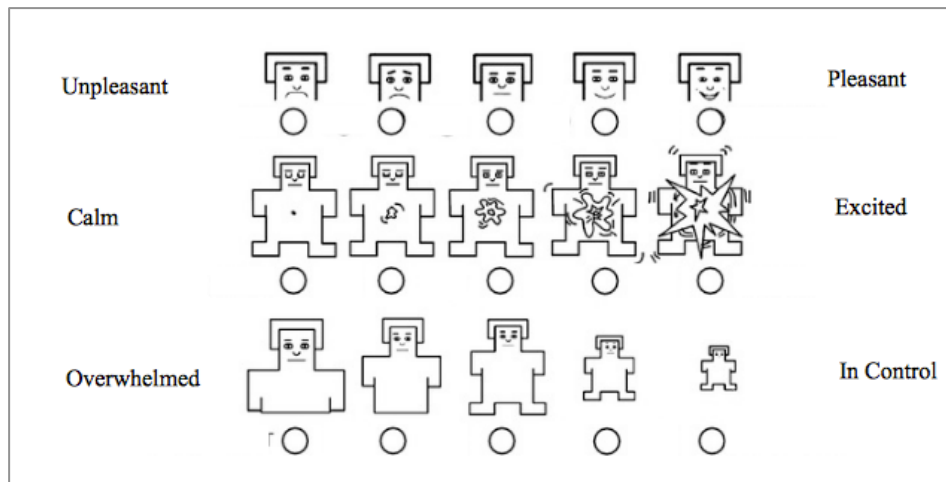 Unpleasant
Pleasant
Calm
Excited
Overwhelmed
In Control